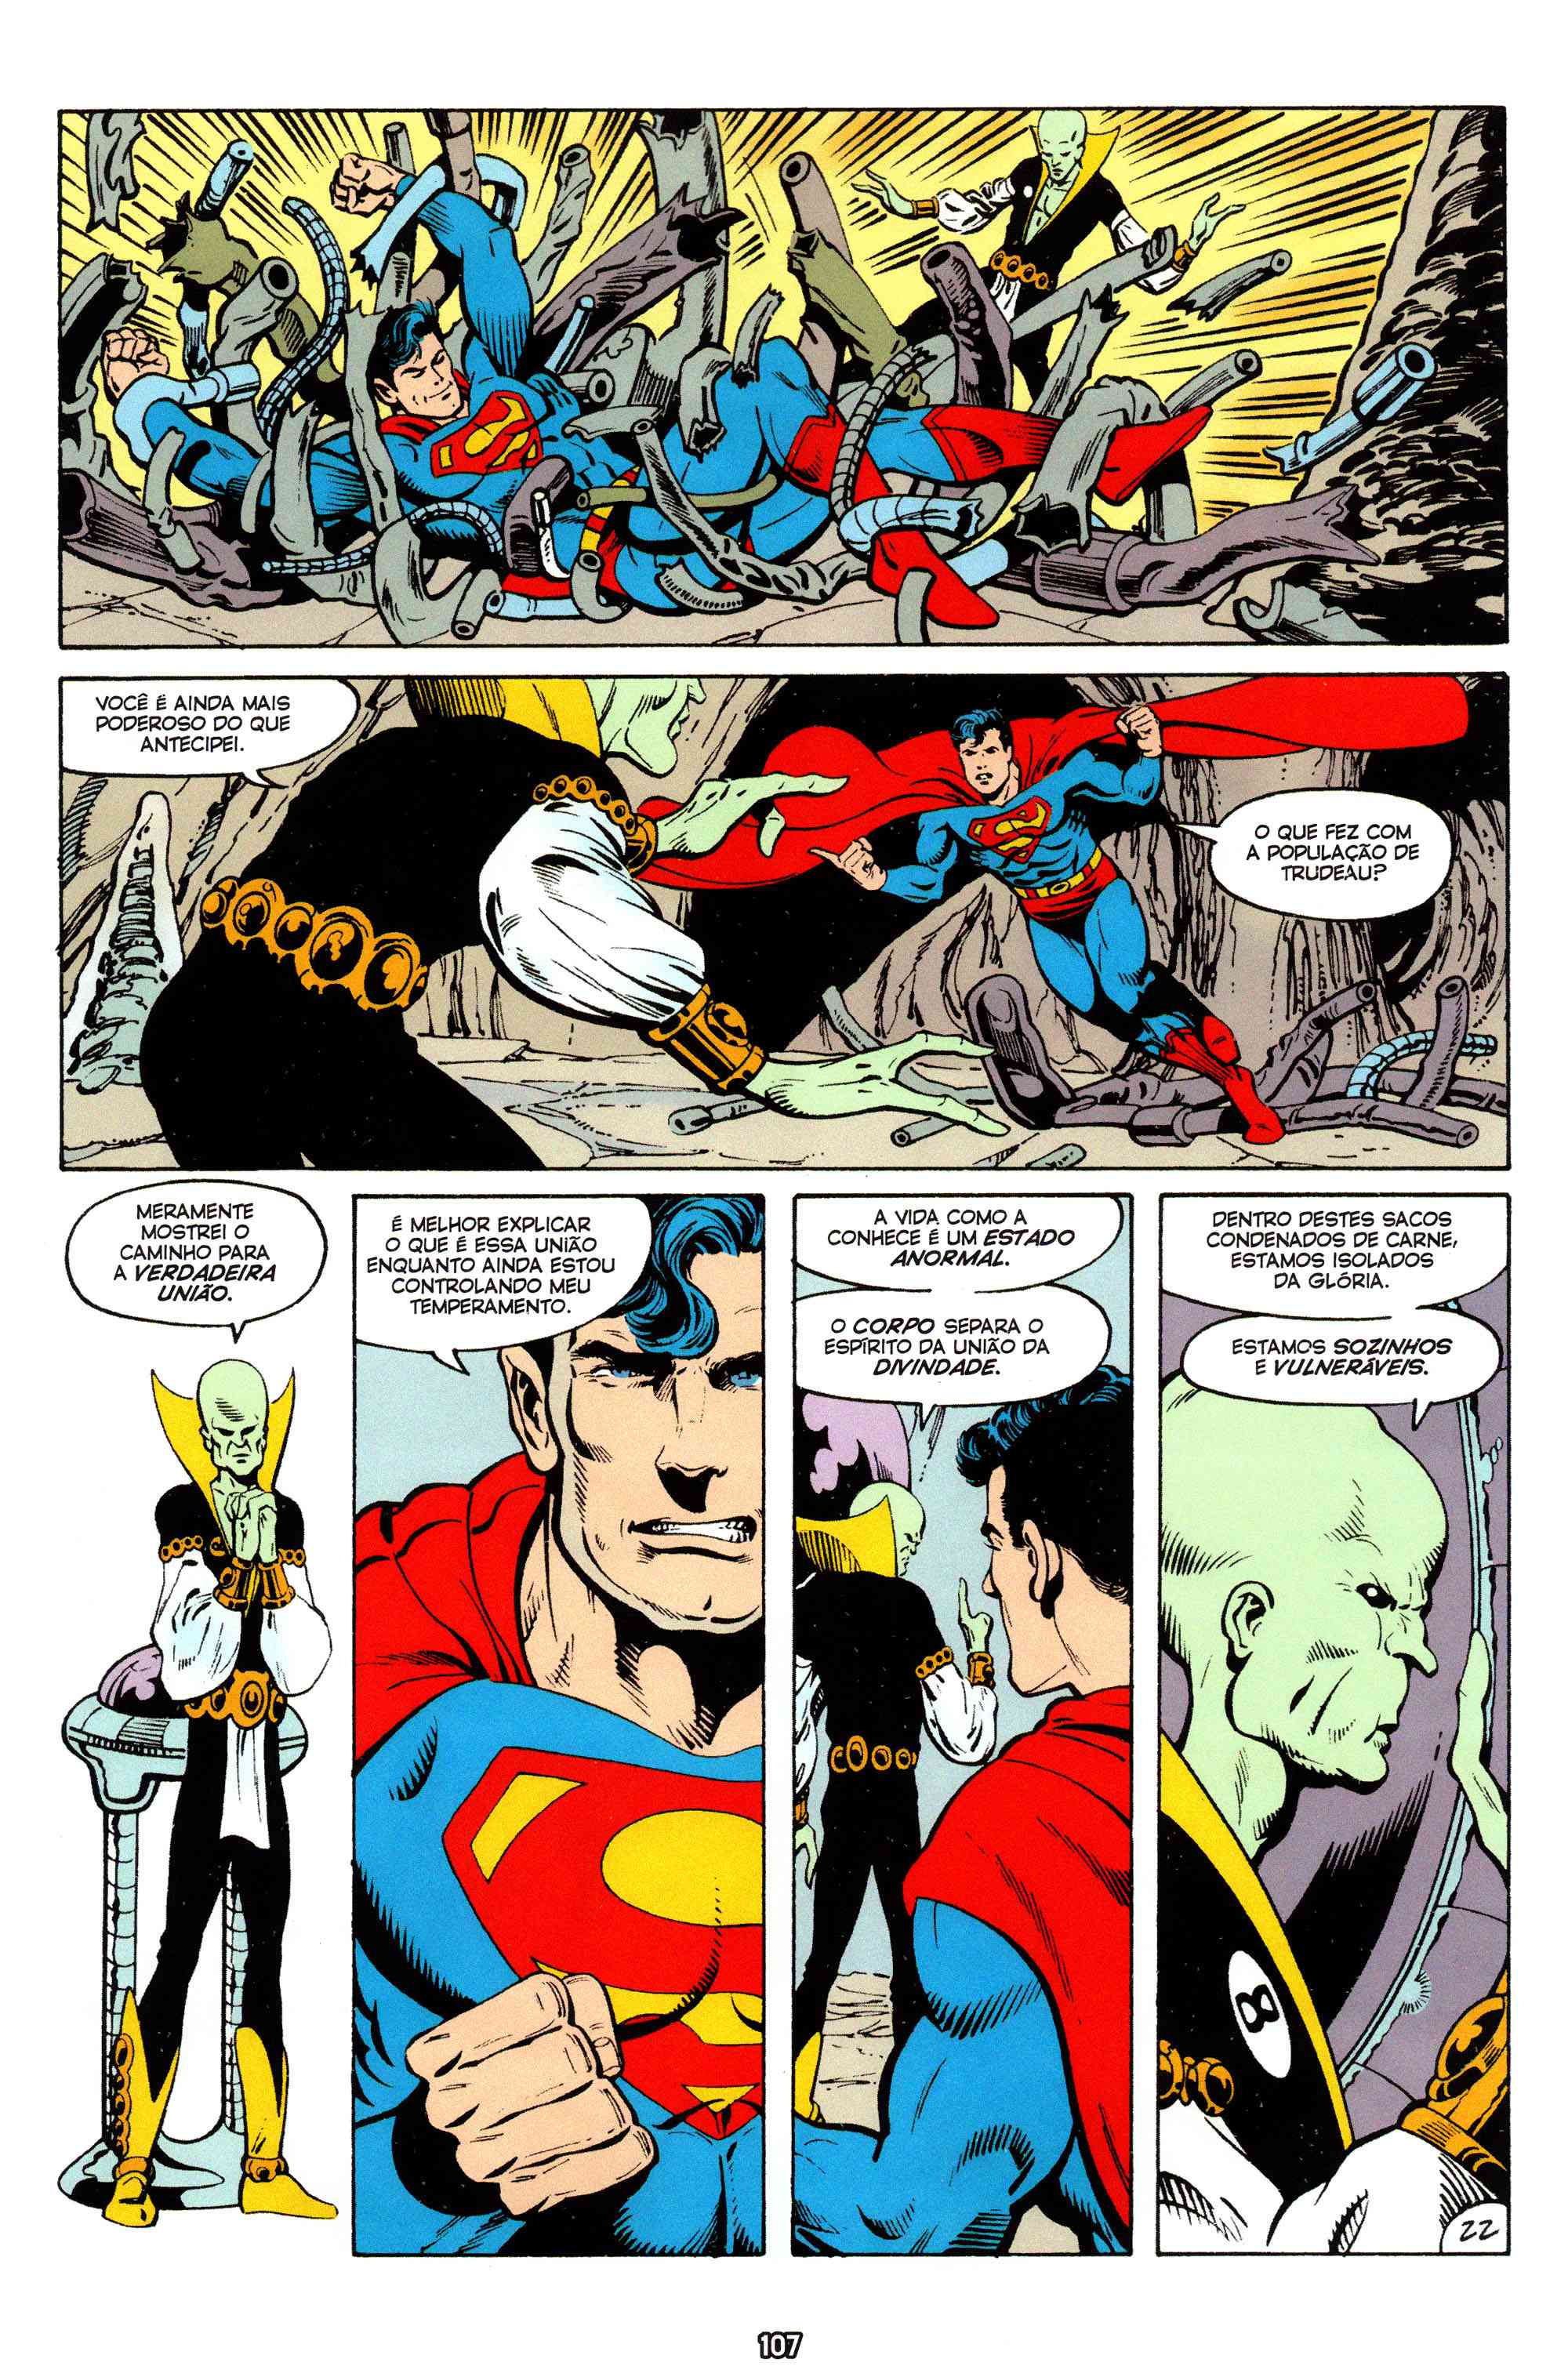 VOCÊ É AINDA MAIS
PODEROSO DO QUE
ANTECIPEI.
O QUE FEZ COM
A POPULAÇÃO DE
TRUDEAU?
MERAMENTE
MOSTREI O
CAMINHO PARA
A VERDADEIRA
UNIÃO.
É MELHOR EXPLICAR
O QUE É ESSA UNIÃO
ENQUANTO AINDA ESTOU
CONTROLANDO MEU
TEMPERAMENTO.
A VIDA COMO A
CONHECE É UM ESTADO
ANORMAL.
O CORPO SEPARA O
ESPÍRITO DA UNIÃO DA
DIVINDADE.
DENTRO DESTES SACOS
CONDENADOS DE CARNE,
ESTAMOS ISOLADOS
DA GLÓRIA.
ESTAMOS SOZINHOS
E VULNERÁVEIS.
8
22
107